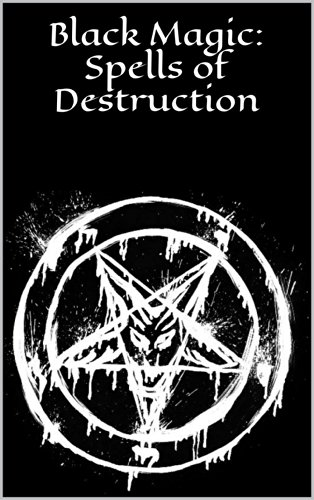 Black Magic:
Spells of
Destruction